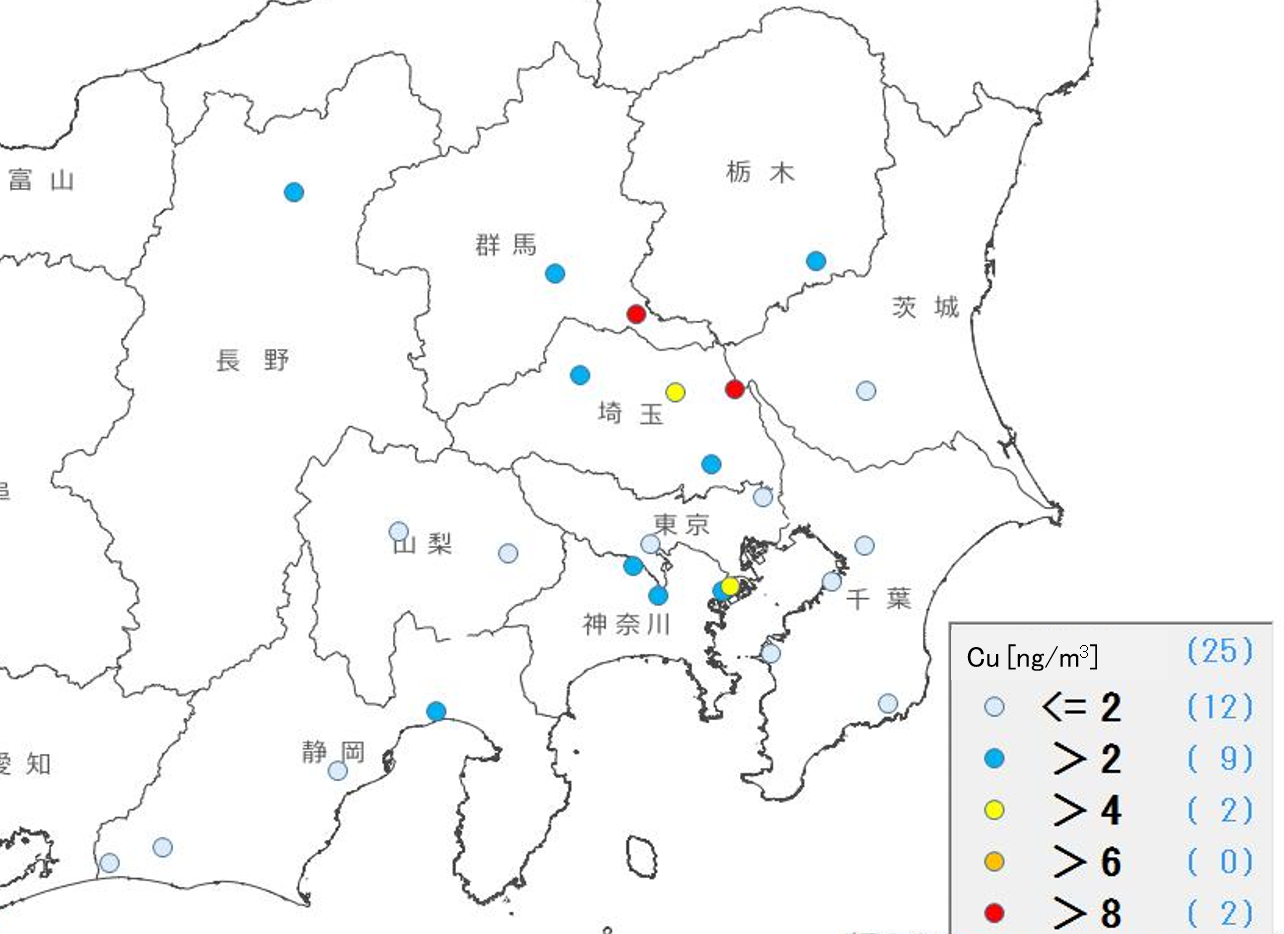 富山
栃木
群馬
茨城
長野
埼玉
東京
山梨
千葉
神奈川
静岡
愛知
Cu [ng/m³] (25)
<= 2 (12)
> 2 ( 9)
> 4 ( 2)
> 6 ( 0)
> 8 ( 2)